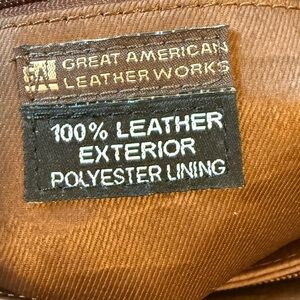 GREAT AMERICAN
LEATHER WORKS
100% LEATHER
EXTERIOR
POLYESTER LINING